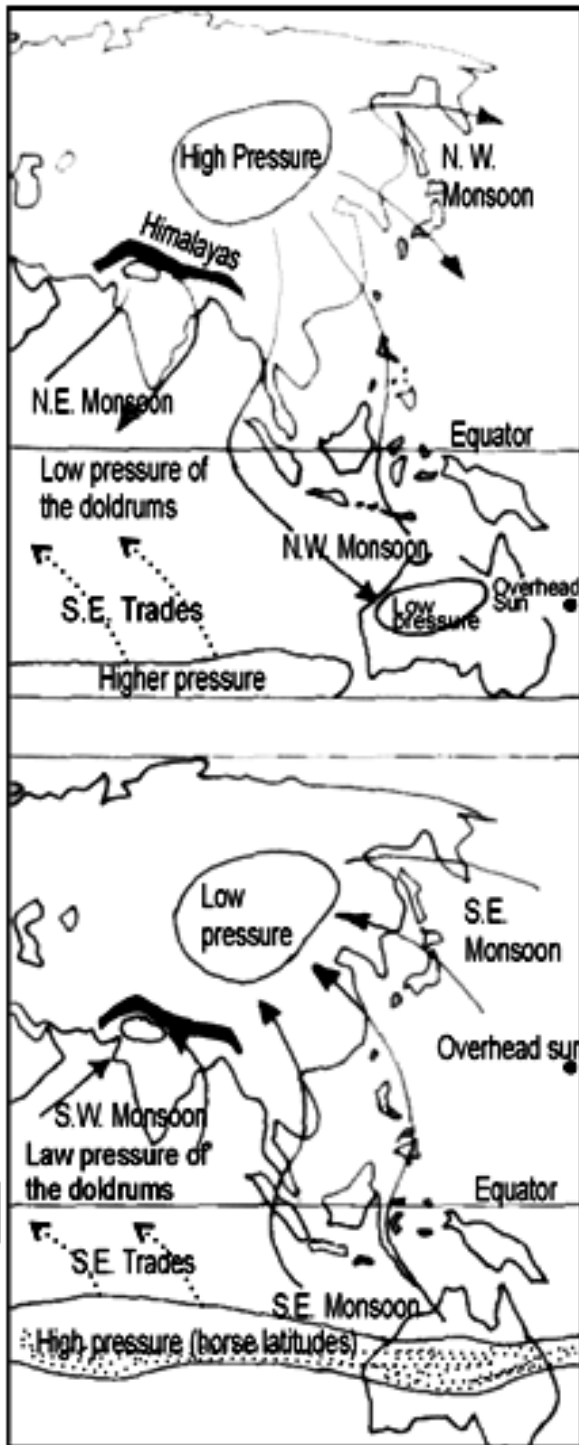 High Pressure
N. W.
Monsoon
Himalayas
N.E. Monsoon
Equator
Low pressure of
the doldrums
N.W. Monsoon
S.E. Trades
Overhead
Sun
Low
pressure
Higher pressure
Low
pressure
S.E.
Monsoon
Overhead sun
S.W. Monsoon
Law pressure of
the doldrums
Equator
S.E. Trades
S.E. Monsoon
High pressure (horse latitudes)